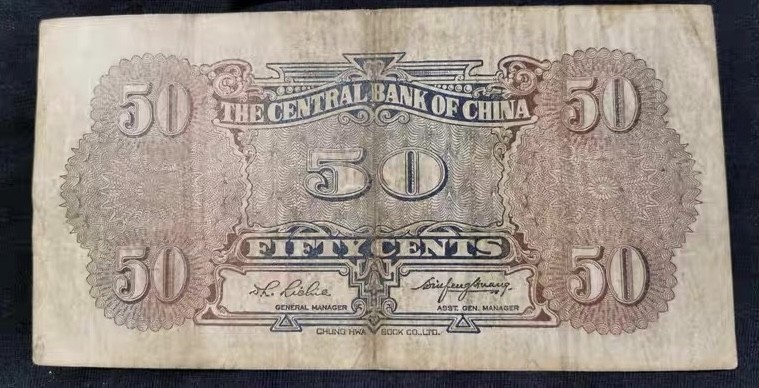 50 50
THE CENTRAL BANK OF CHINA
50
FIFTY CENTS
50 50
GENERAL MANAGER ASST. GEN. MANAGER
CHUNG HWA BOOK CO., LTD.